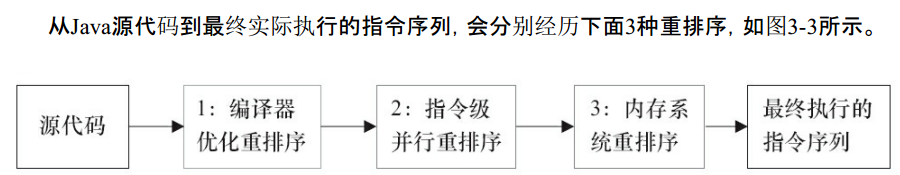 从Java源代码到最终实际执行的指令序列，会分别经历下面3种重排序，如图3-3所示。
源代码
1：编译器
优化重排序
2：指令级
并行重排序
3：内存系
统重排序
最终执行的
指令序列